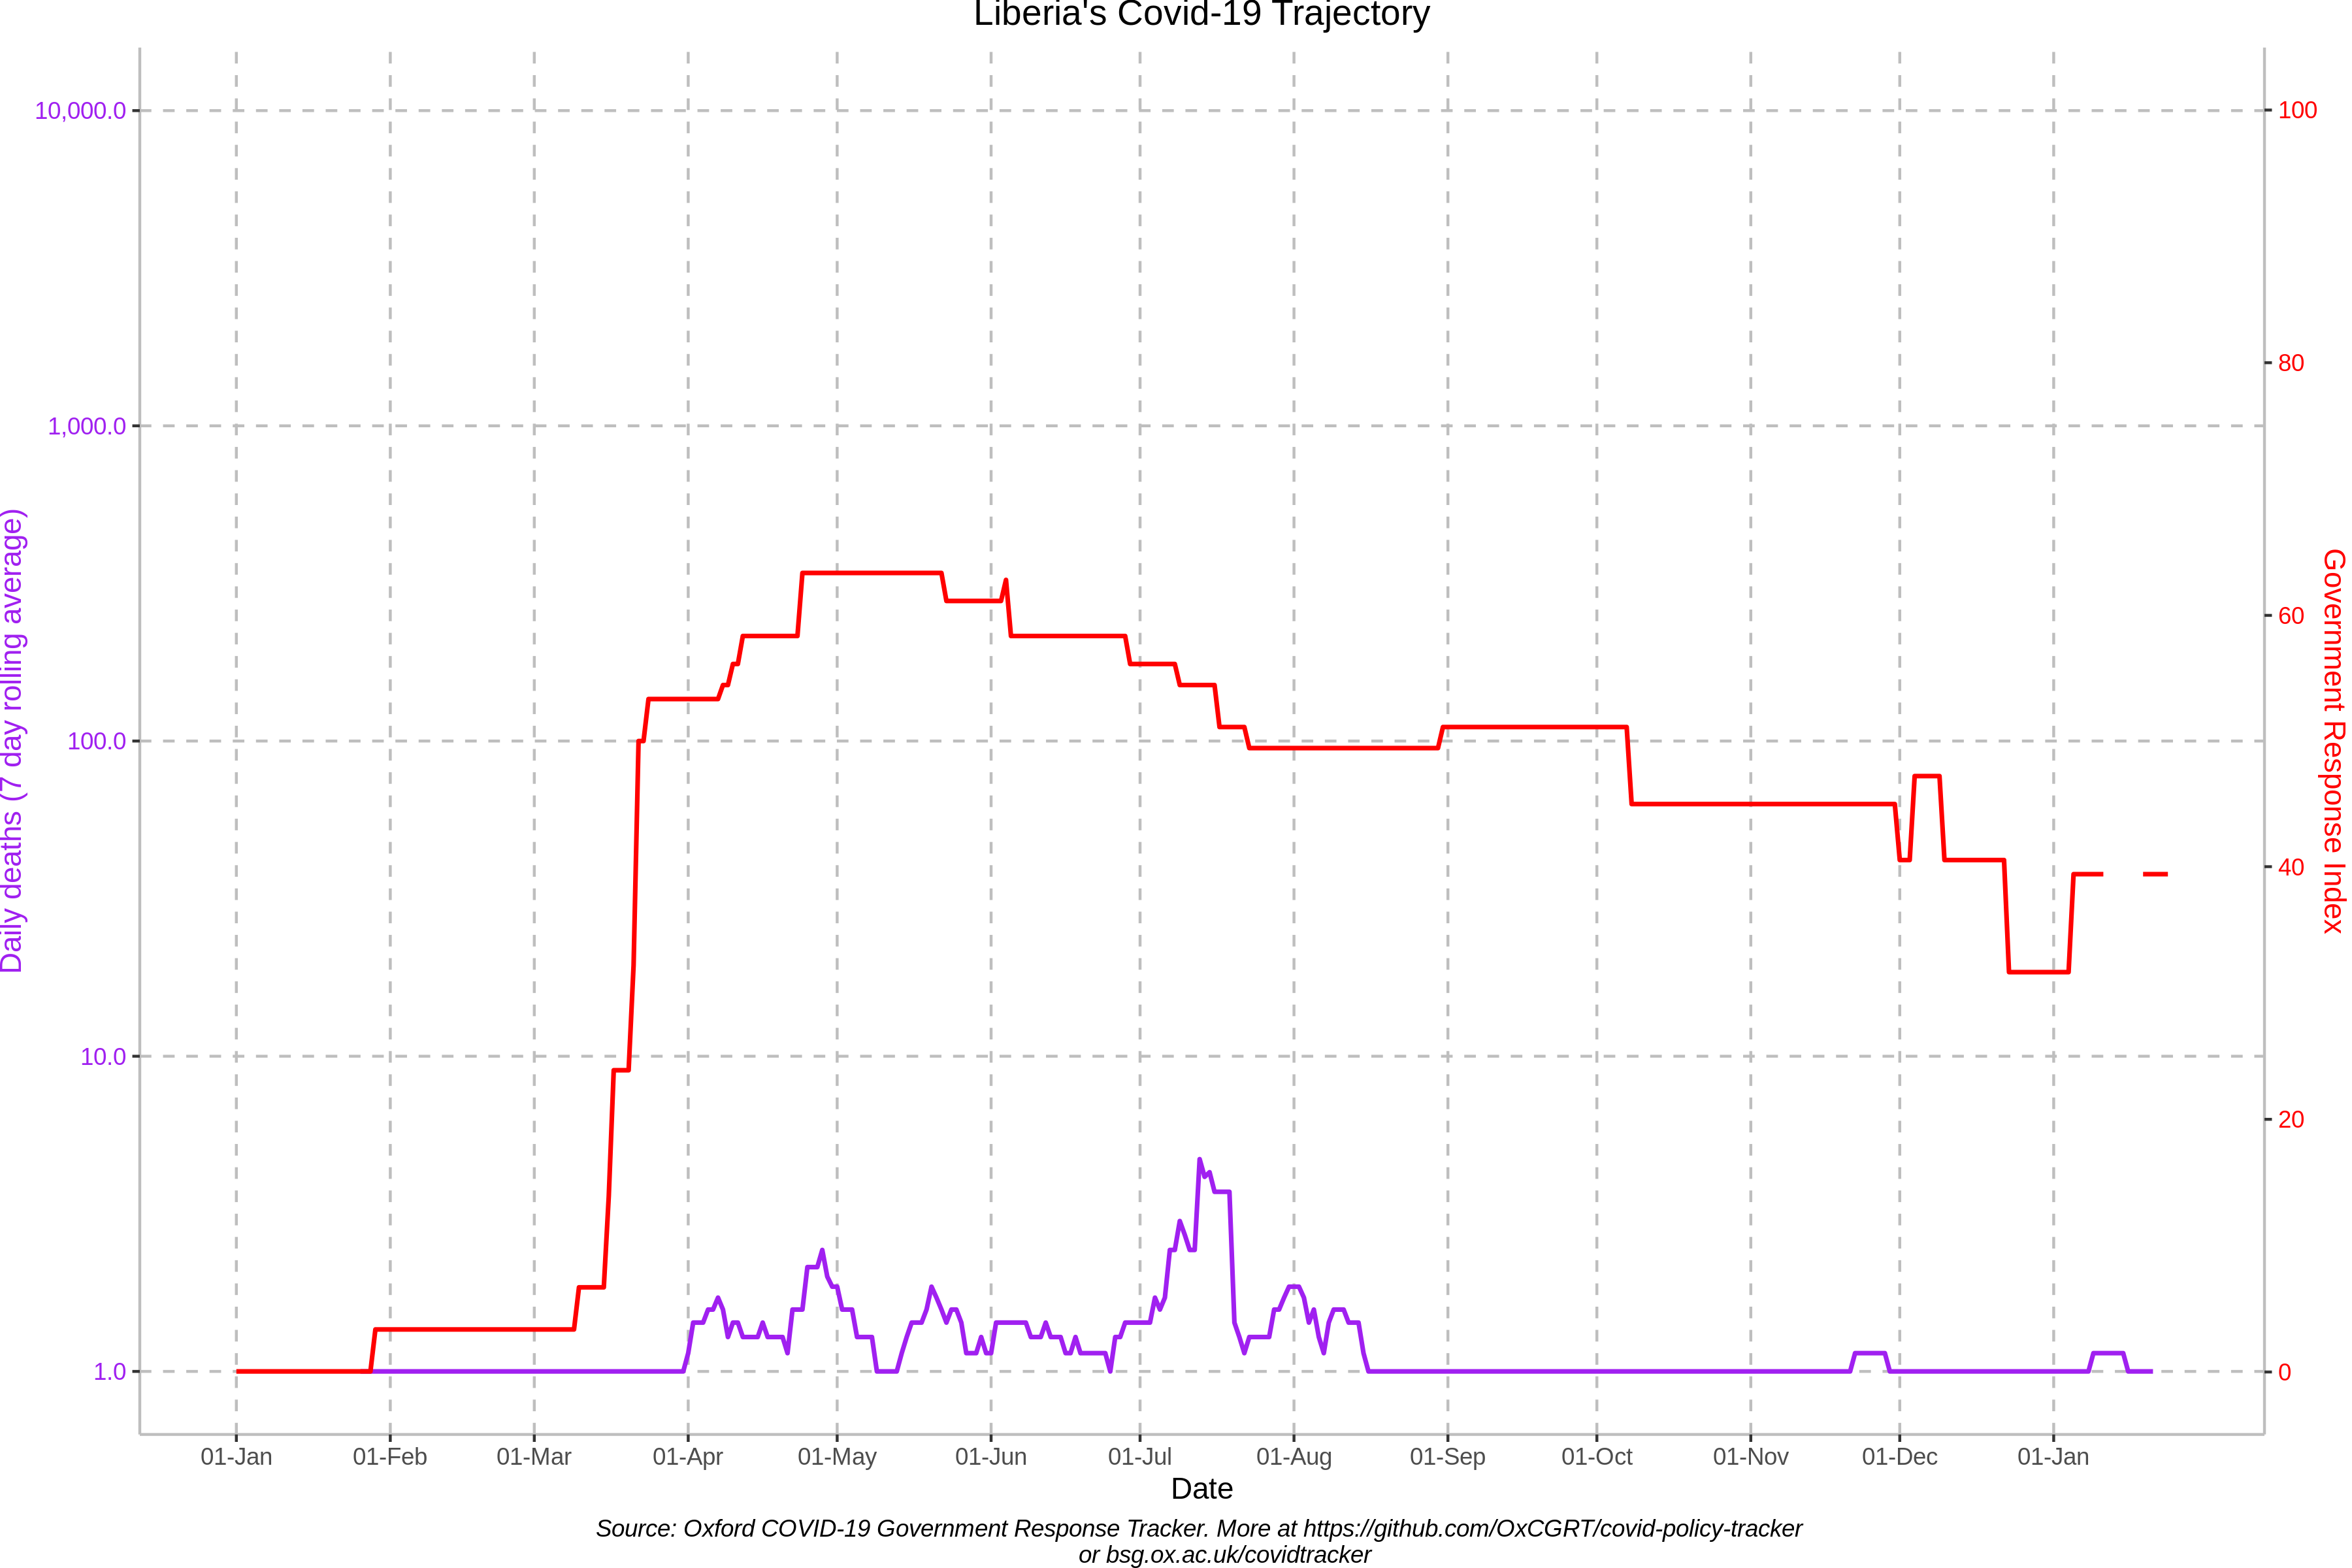 Liberia's Covid-19 Trajectory
10,000.0
1,000.0
100.0
10.0
1.0
Daily deaths (7 day rolling average)
100
80
60
40
20
0
Government Response Index
01-Jan 01-Feb 01-Mar 01-Apr 01-May 01-Jun 01-Jul 01-Aug 01-Sep 01-Oct 01-Nov 01-Dec 01-Jan
Date
Source: Oxford COVID-19 Government Response Tracker. More at https://github.com/OxCGRT/covid-policy-tracker
or bsg.ox.ac.uk/covidtracker